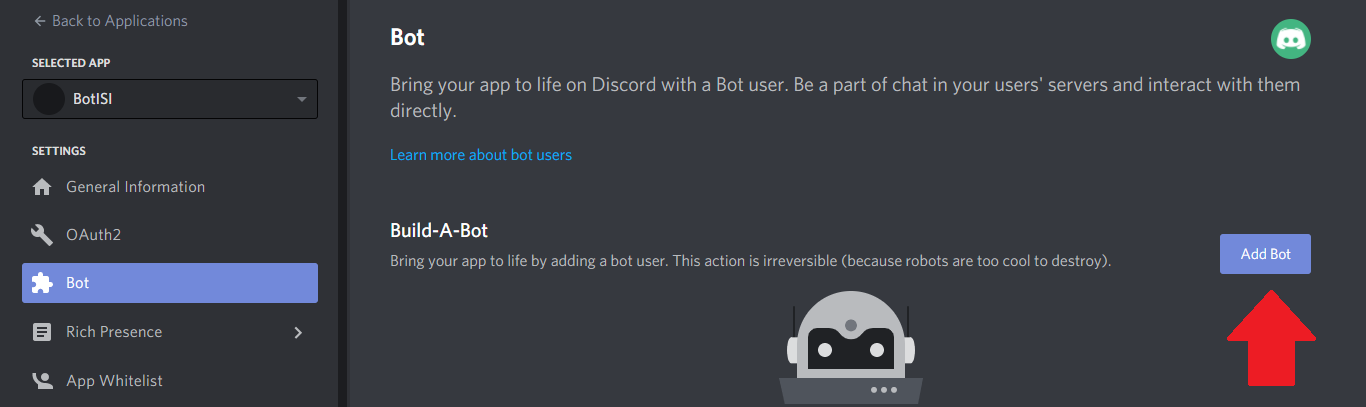 Back to Applications
SELECTED APP
BotISI
SETTINGS
General Information
OAuth2
Bot
Rich Presence
App Whitelist
Bot
Bring your app to life on Discord with a Bot user. Be a part of chat in your users' servers and interact with them
directly.
Learn more about bot users
Build-A-Bot
Bring your app to life by adding a bot user. This action is irreversible (because robots are too cool to destroy).
Add Bot